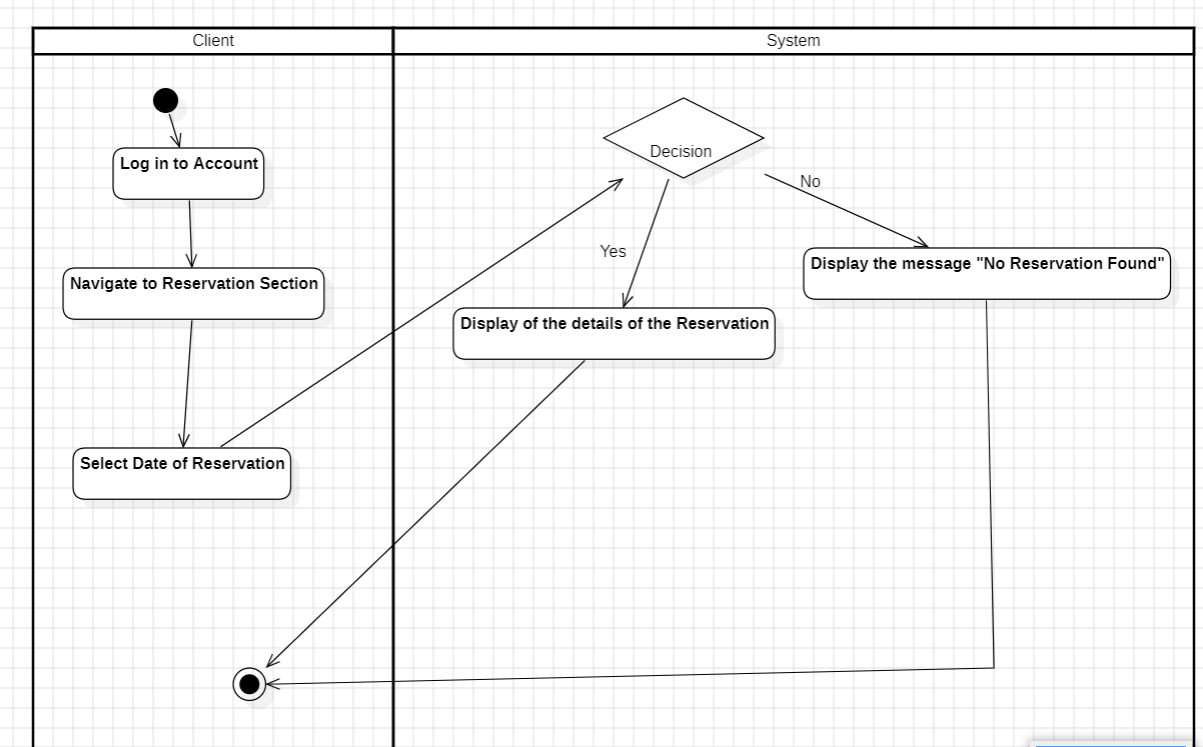 Client
System
Log in to Account
Navigate to Reservation Section
Select Date of Reservation
Decision
Yes
No
Display of the details of the Reservation
Display the message "No Reservation Found"